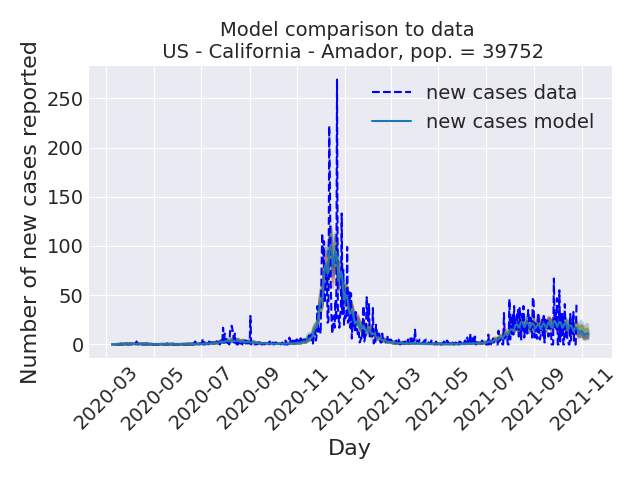 Model comparison to data
US - California - Amador, pop. = 39752
Number of new cases reported
250
200
150
100
50
0
new cases data
new cases model
2020-03
2020-05
2020-07
2020-09
2020-11
2021-01
2021-03
2021-05
2021-07
2021-09
2021-11
Day